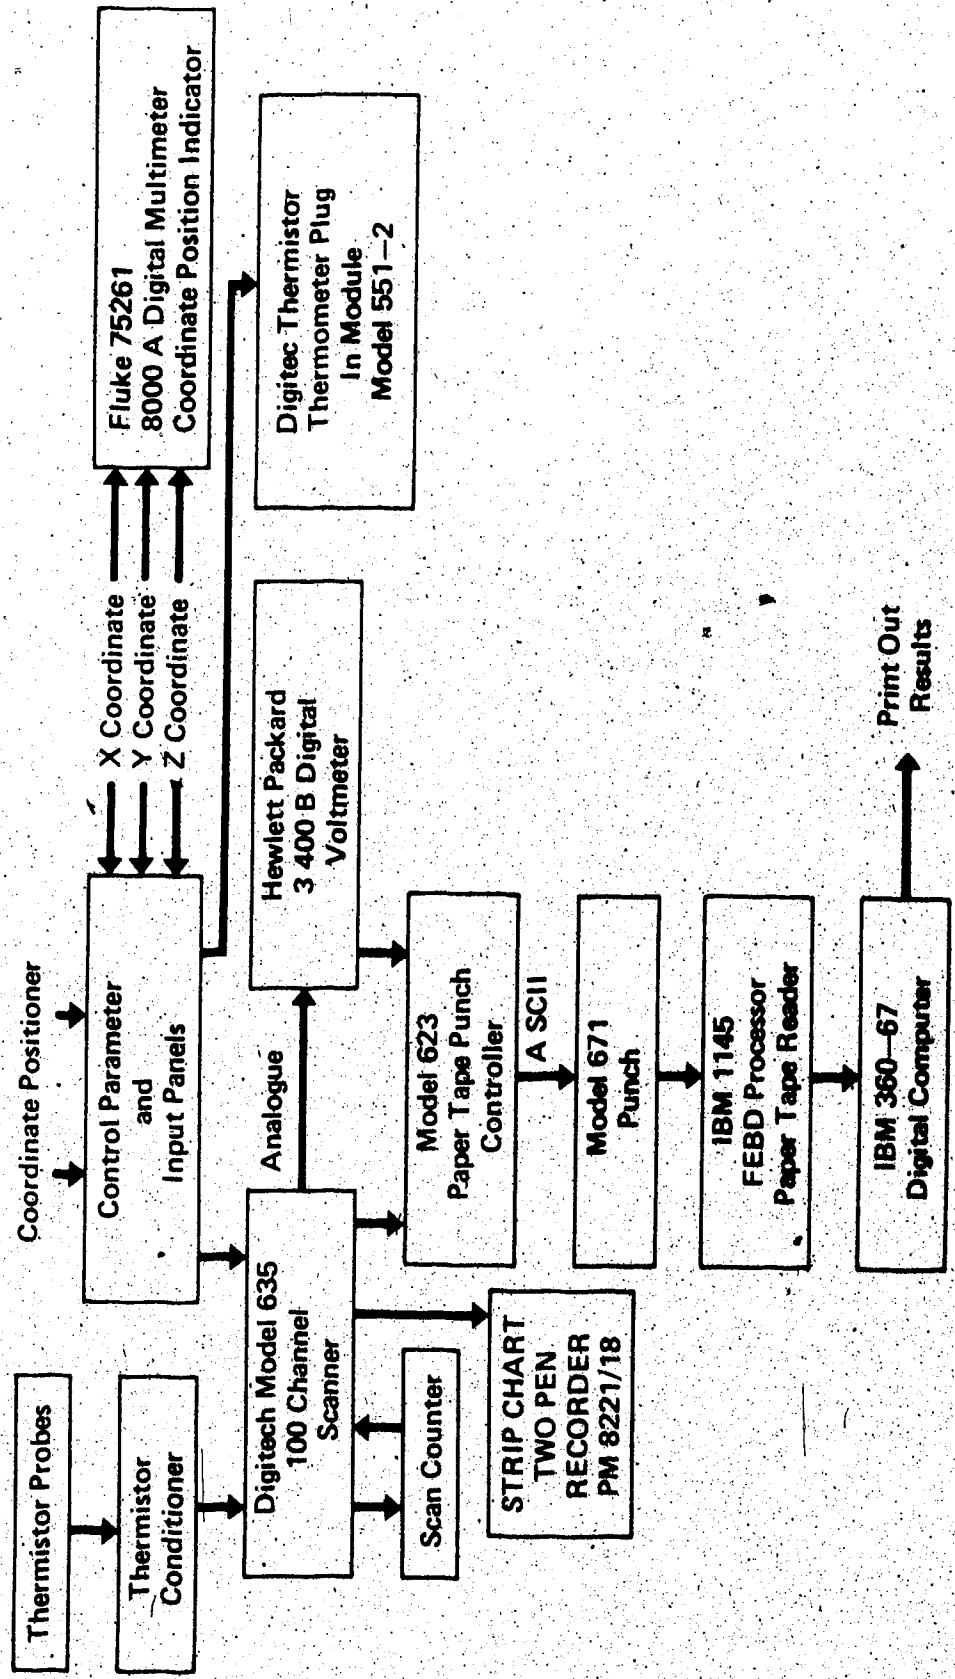 Thermistor Probes
Thermistor
Conditioner
Coordinate Positioner
Control Parameter
and
Input Panels
X Coordinate
Y Coordinate
Z Coordinate
Fluke 75261
8000 A Digital Multimeter
Coordinate Position Indicator
Digitech Model 635
100 Channel
Scanner
Analogue
Hewlett Packard
3 400 B Digital
Voltmeter
Digitec Thermistor
Thermometer Plug
In Module
Model 551-2
Scan Counter
STRIP CHART
TWO PEN
RECORDER
PM 8221/18
Model 623
Paper Tape Punch
Controller
A SCII
Model 671
Punch
IBM 1145
FEBD Processor
Paper Tape Reader
IBM 360-67
Digital Computer
Print Out
Results